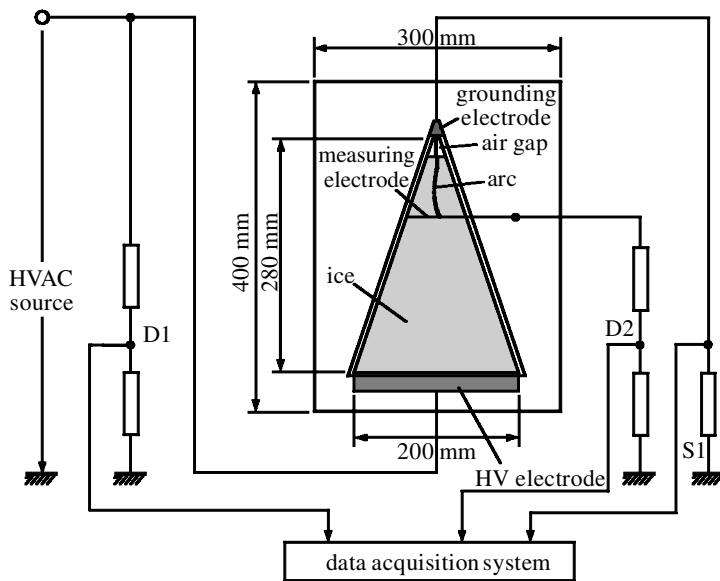 300 mm
grounding
electrode
air gap
measuring
electrode
arc
400 mm
280 mm
HVAC
source
ice
D1
D2
200 mm
HV electrode
S1
data acquisition system